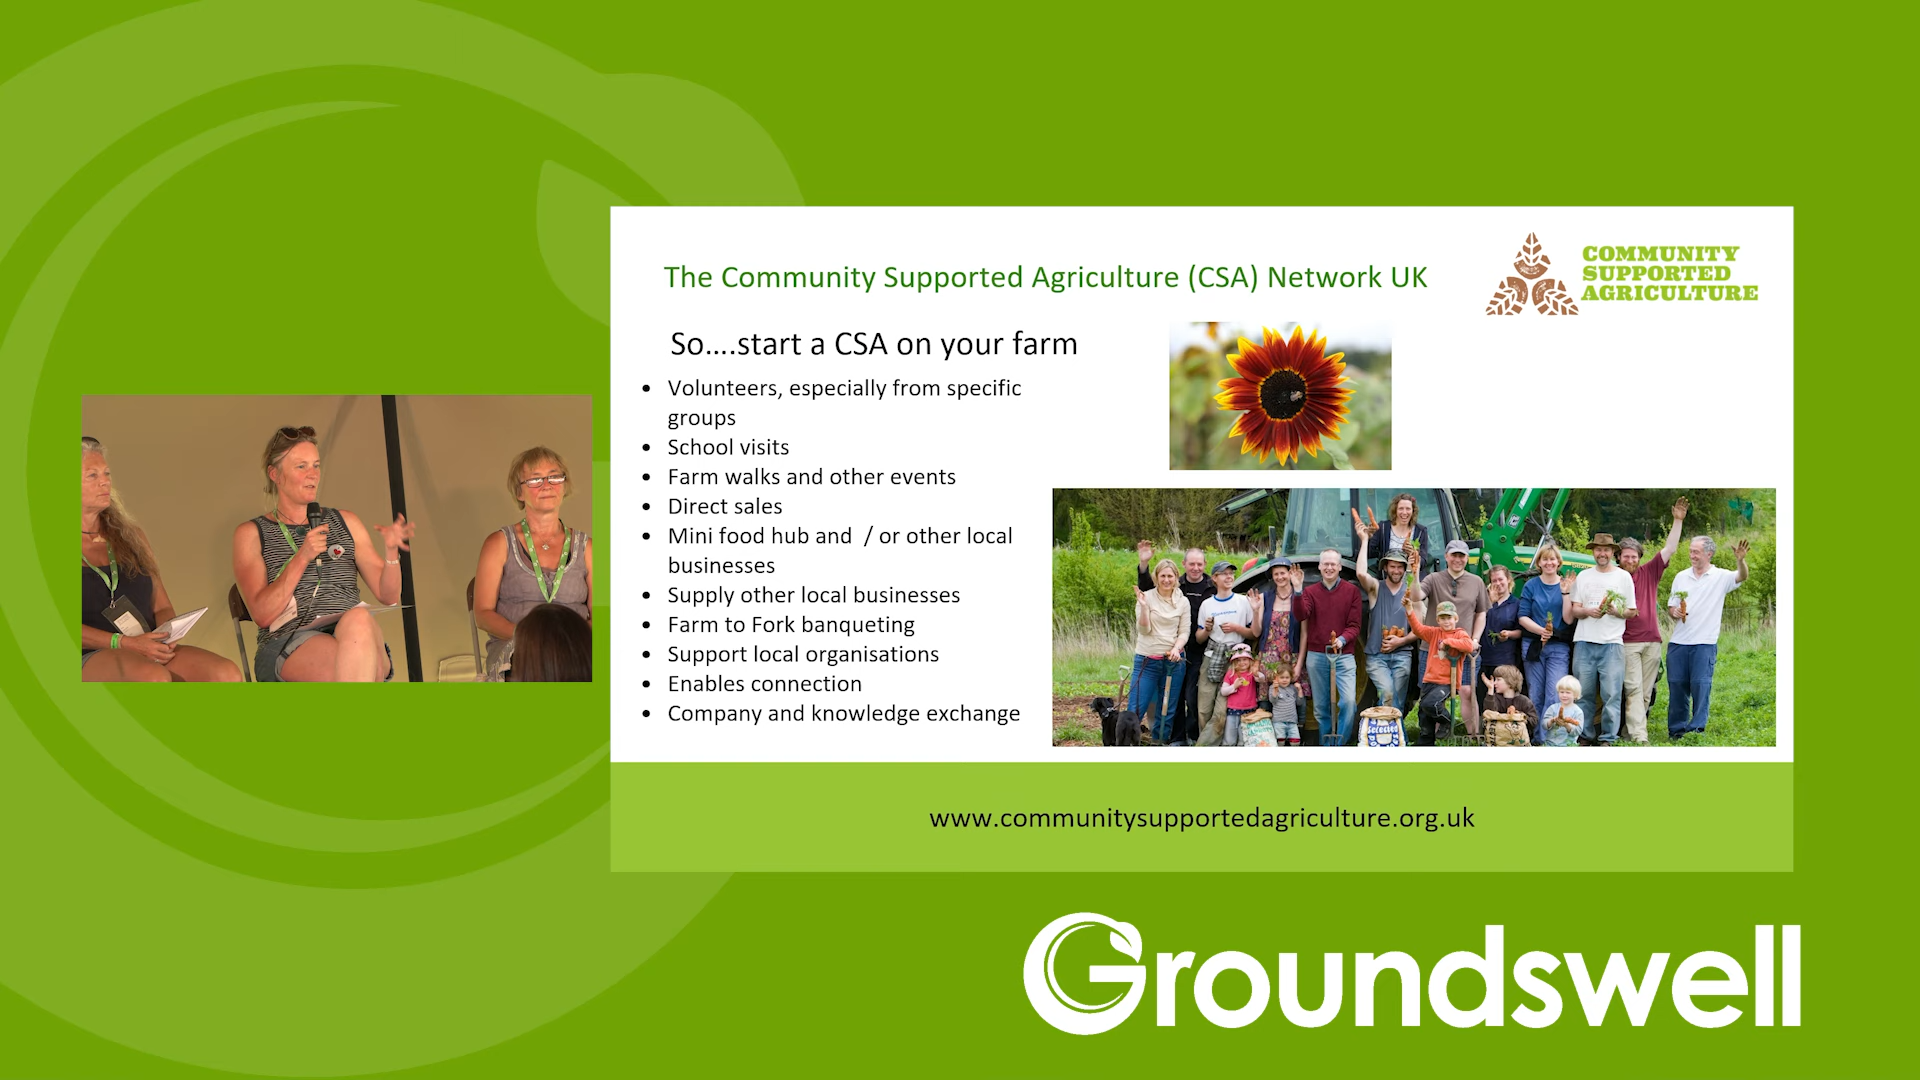 The Community Supported Agriculture (CSA) Network UK
COMMUNITY
SUPPORTED
AGRICULTURE
So....start a CSA on your farm
• Volunteers, especially from specific
groups
• School visits
• Farm walks and other events
• Direct sales
• Mini food hub and / or other local
businesses
• Supply other local businesses
• Farm to Fork banqueting
• Support local organisations
• Enables connection
• Company and knowledge exchange
www.communitysupportedagriculture.org.uk
Groundswell